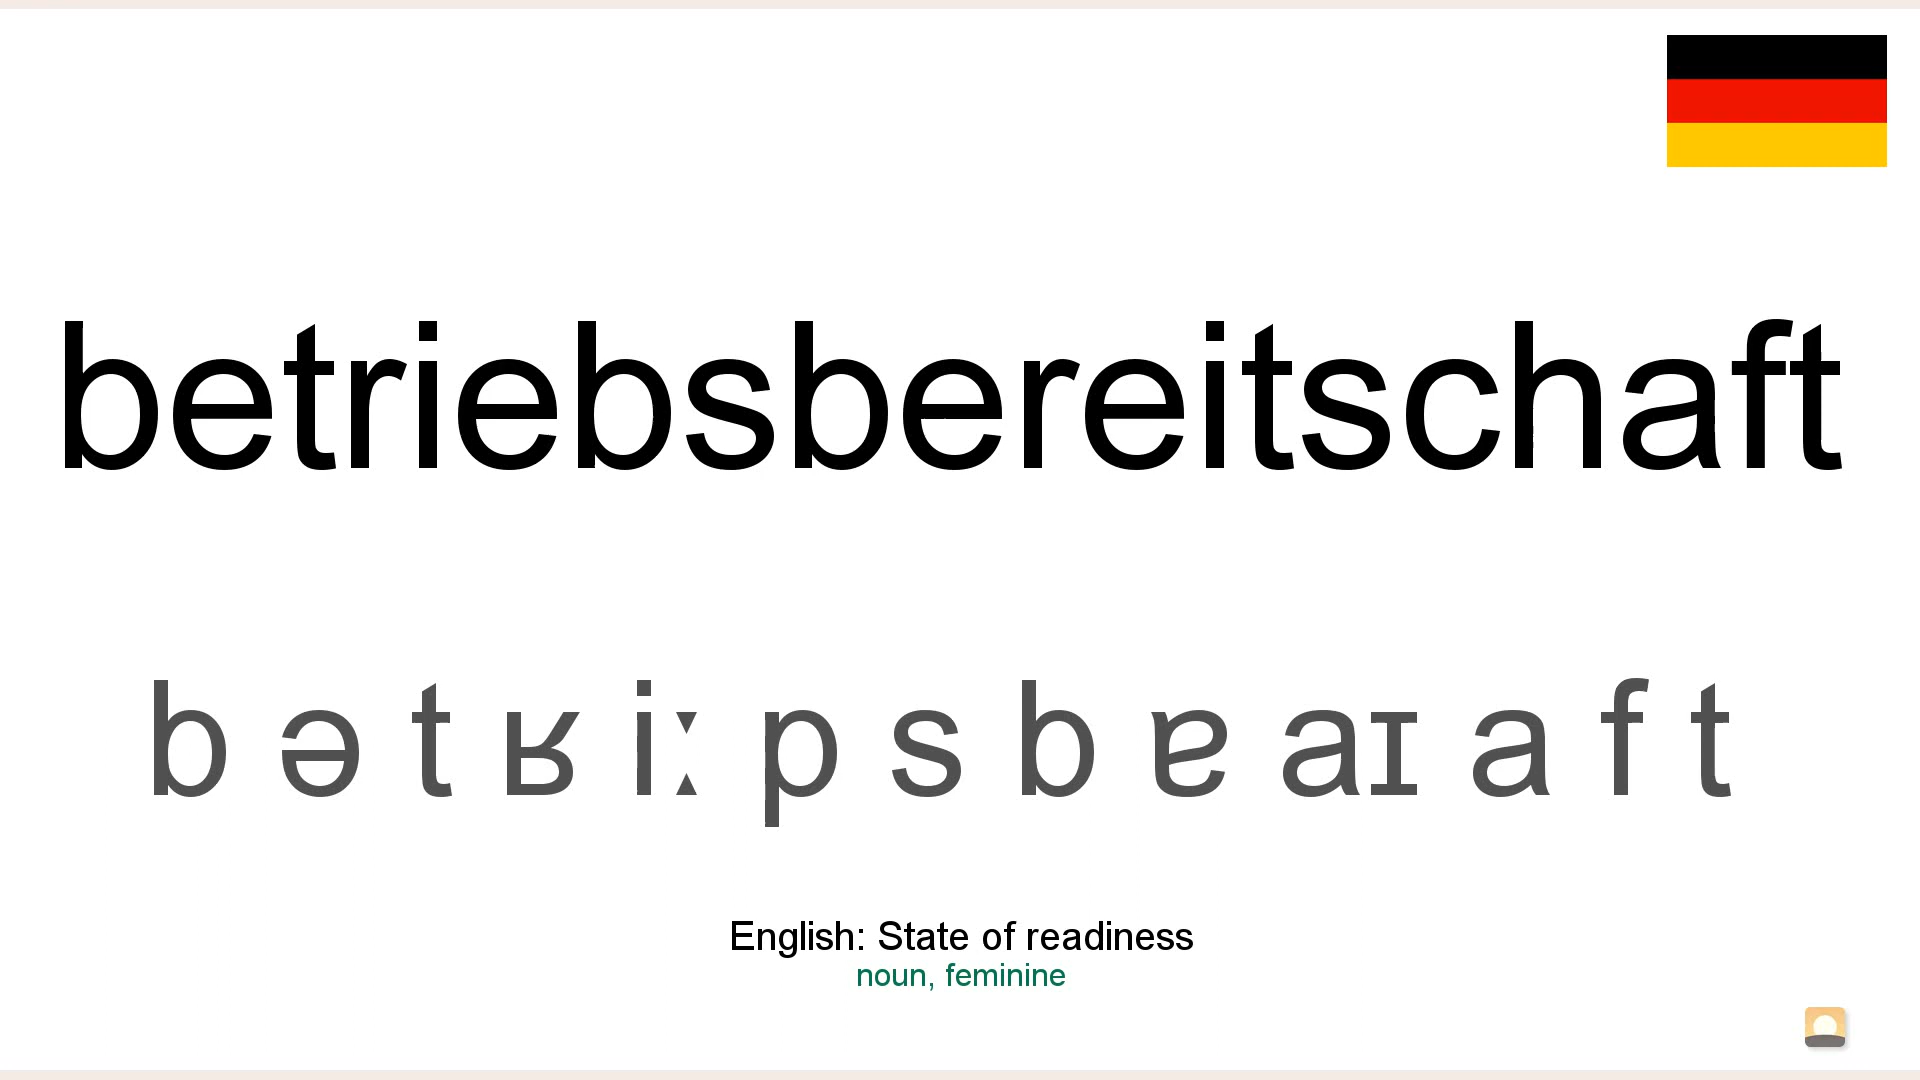 betriebsbereitschaft
b ə t ʁ iː p s b ɐ aɪ a f t
English: State of readiness
noun, feminine